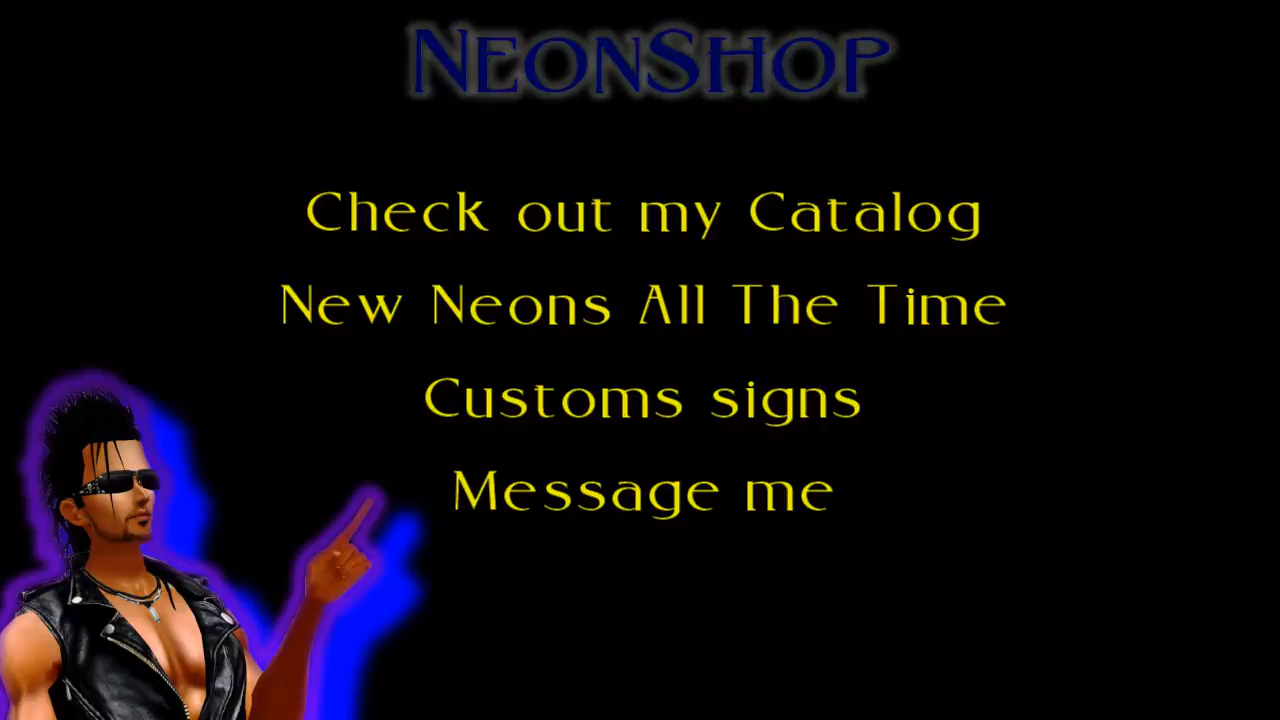 NeonShop
Check out my Catalog
New Neons All The Time
Customs signs
Message me